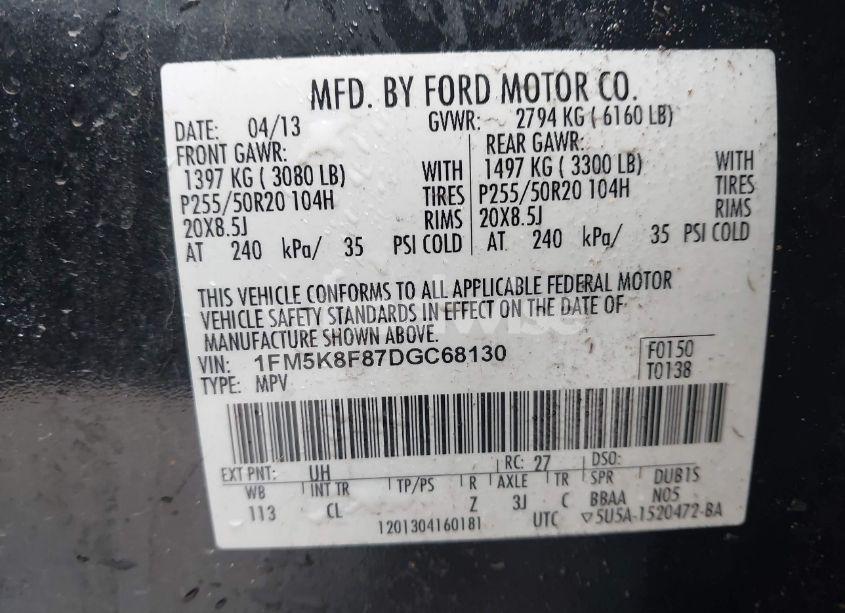 MFD. BY FORD MOTOR CO.
DATE: 04/13 GVWR: 2794 KG ( 6160 LB)
FRONT GAWR: REAR GAWR:
1397 KG ( 3080 LB) WITH 1497 KG ( 3300 LB) WITH
P255/50R20 104H TIRES P255/50R20 104H TIRES
20X8.5J RIMS 20X8.5J RIMS
AT 240 kPa/ 35 PSI COLD AT 240 kPa/ 35 PSI COLD
THIS VEHICLE CONFORMS TO ALL APPLICABLE FEDERAL MOTOR
VEHICLE SAFETY STANDARDS IN EFFECT ON THE DATE OF
MANUFACTURE SHOWN ABOVE.
VIN: 1FM5K8F87DGC68130 F0150
TYPE: MPV T0138
EXT PNT: UH RC: 27 DSO:
WB INT TR TP/PS R AXLE TR SPR DUB1S
113 CL Z 3J C BBAA N05
1201304160181 UTC ▽5U5A-1520472-BA